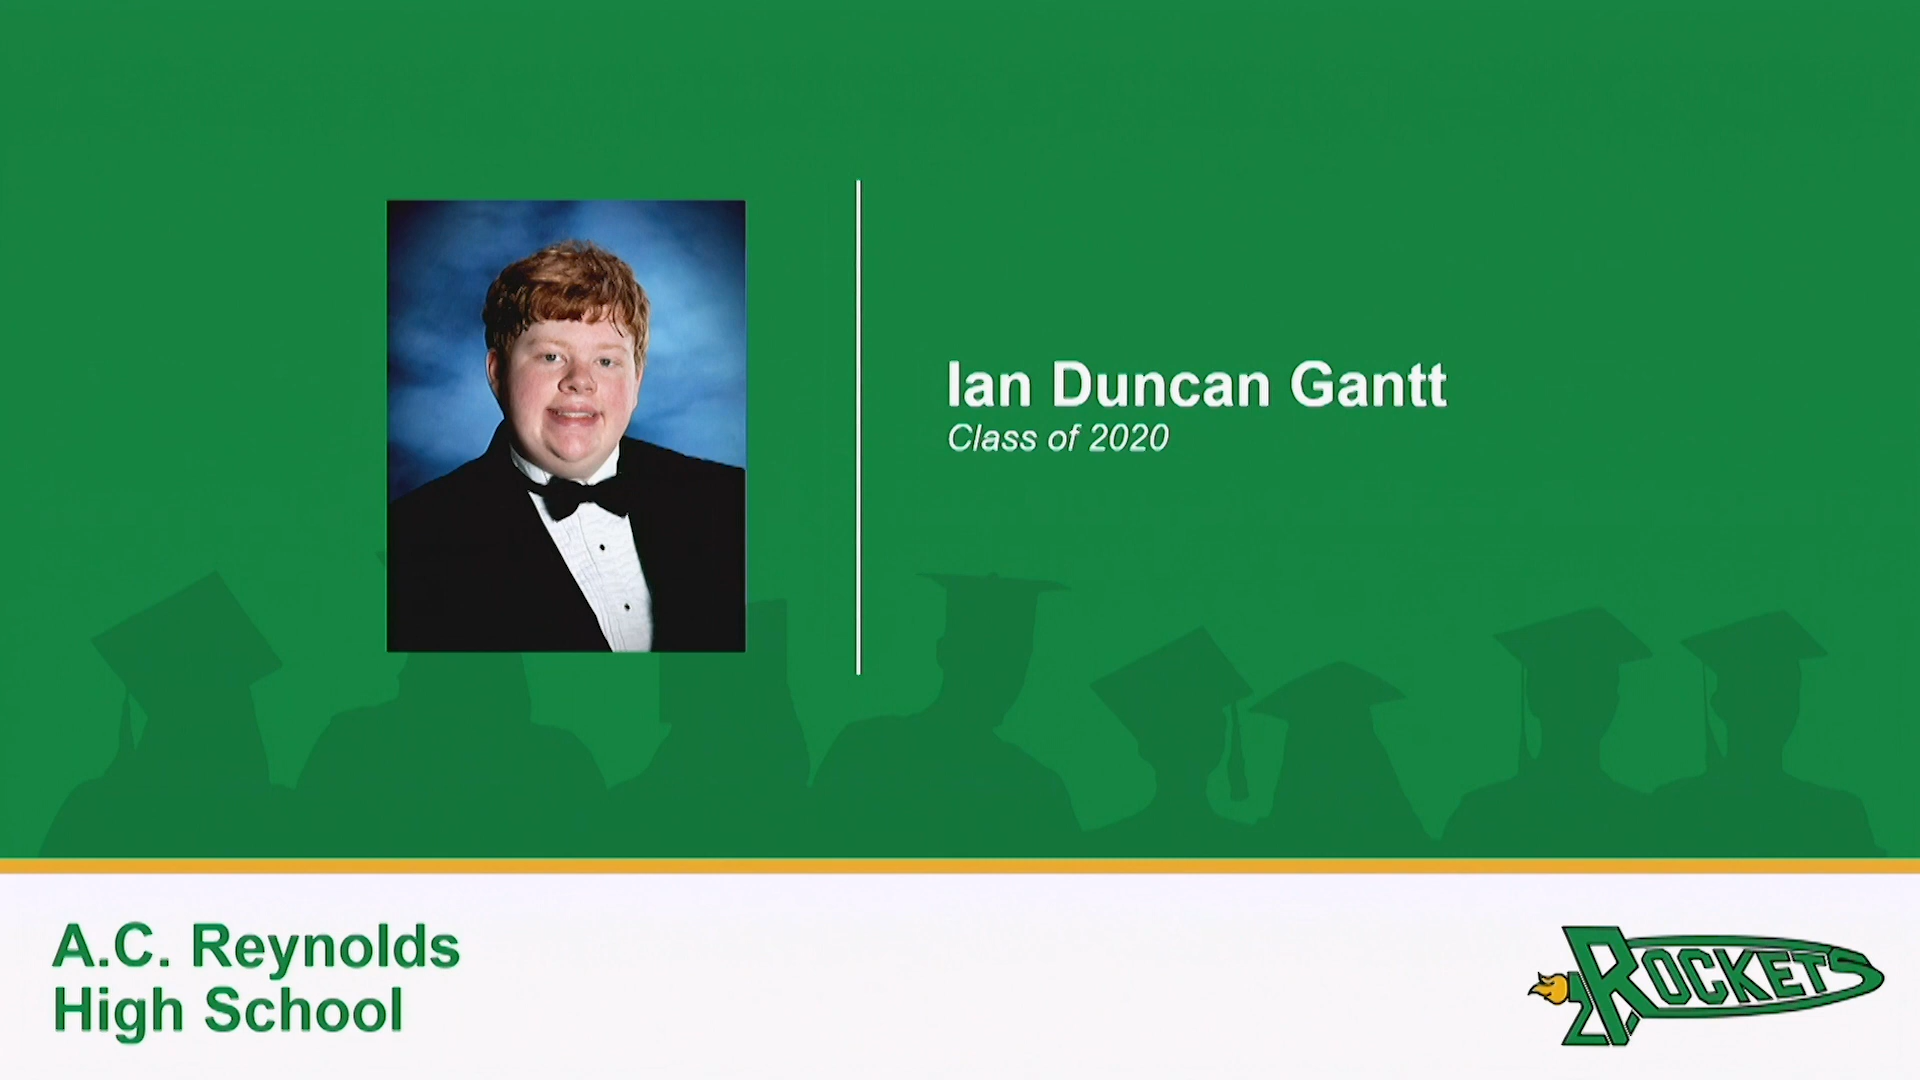 Ian Duncan Gantt
Class of 2020
A.C. Reynolds
High School
ROCKETS